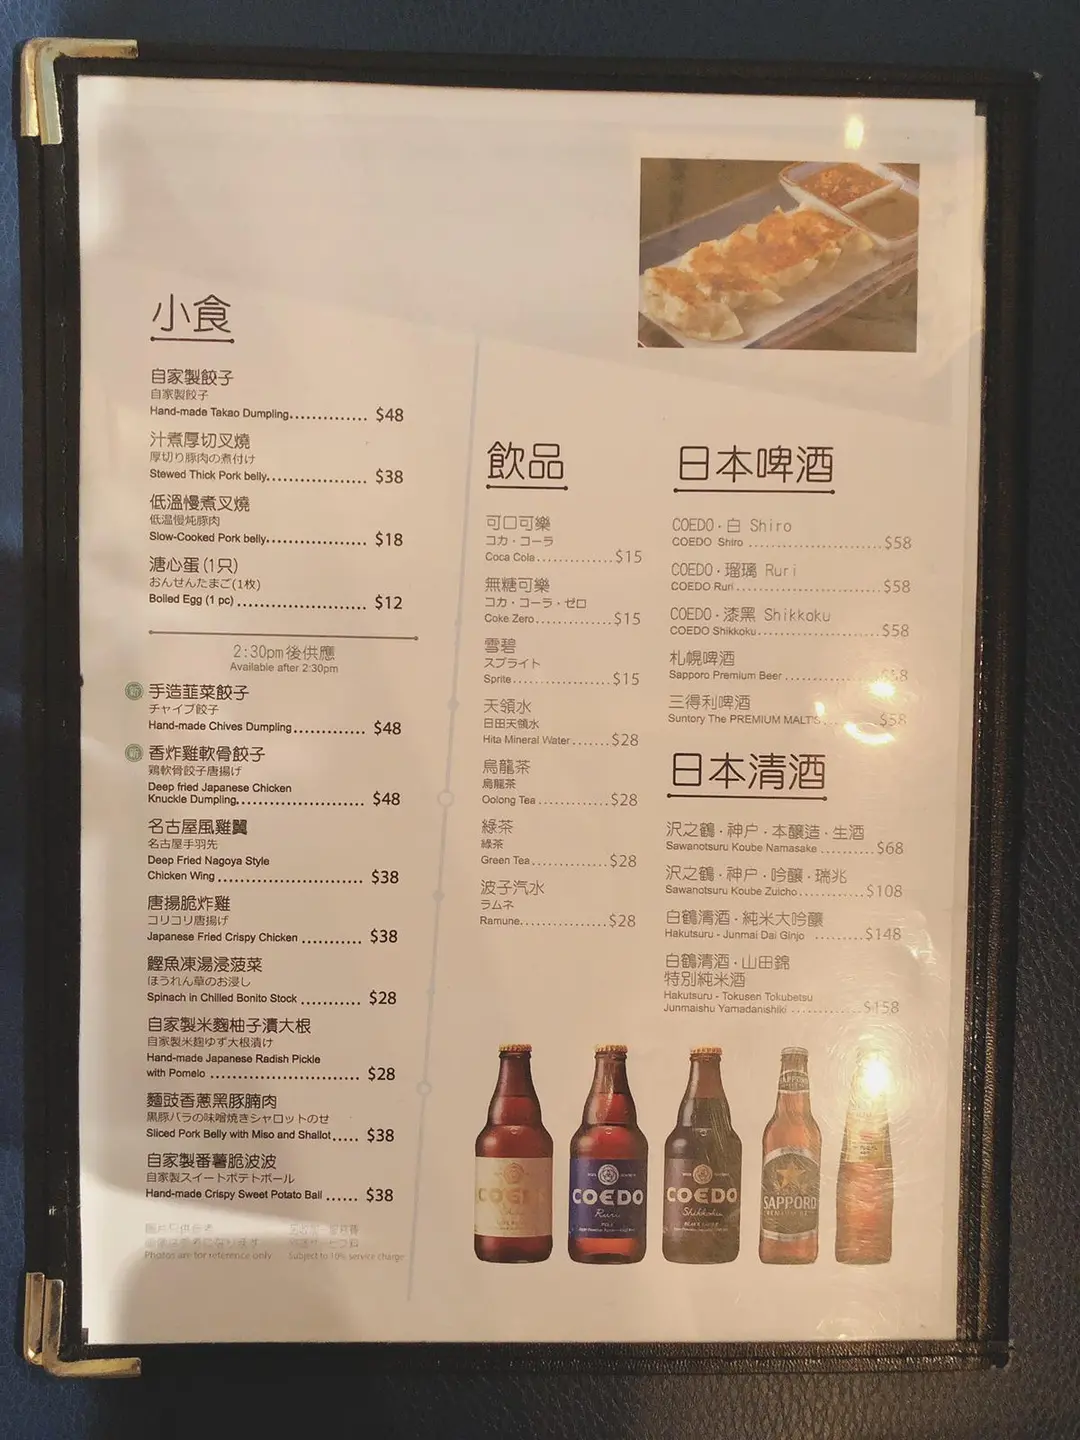 小食
自家製餃子
自家製餃子
Hand-made Takao Dumpling.............. $48
汁煮厚切叉燒
厚切り豚肉の煮付け
Stewed Thick Pork belly.................. $38
低溫慢煮叉燒
低溫慢炖豚肉
Slow-Cooked Pork belly.................. $18
溏心蛋(1只)
おんせんたまご(1枚)
Boiled Egg (1 pc) ...................... $12
2:30pm後供應
Available after 2:30pm
新 手造韮菜餃子
チャイブ餃子
Hand-made Chives Dumpling............. $48
新 香炸雞軟骨餃子
鶏軟骨餃子唐揚げ
Deep fried Japanese Chicken
Knuckle Dumpling...................... $48
名古屋風雞翼
名古屋手羽先
Deep Fried Nagoya Style
Chicken Wing ......................... $38
唐揚脆炸雞
コリコリ唐揚げ
Japanese Fried Crispy Chicken ........... $38
鰹魚凍湯浸菠菜
ほうれん草のお浸し
Spinach in Chilled Bonito Stock ........... $28
自家製米麴柚子漬大根
自家製米麹ゆず大根漬け
Hand-made Japanese Radish Pickle
with Pomelo ........................... $28
麵豉香蔥黑豚腩肉
黒豚バラの味噌焼きシャロットのせ
Sliced Pork Belly with Miso and Shallot..... $38
自家製番薯脆波波
自家製スイートポテトボール
Hand-made Crispy Sweet Potato Ball ...... $38
Photos are for reference only
Subject to 10% service charge
飲品
可口可樂
コカ・コーラ
Coca Cola.............$15
無糖可樂
コカ・コーラ・ゼロ
Coke Zero.............$15
雪碧
スプライト
Sprite.................$15
天領水
日田天領水
Hita Mineral Water.......$28
烏龍茶
烏龍茶
Oolong Tea ............$28
綠茶
綠茶
Green Tea.............$28
波子汽水
ラムネ
Ramune...............$28
日本啤酒
COEDO・白 Shiro
COEDO Shiro ....................$58
COEDO・瑠璃 Ruri
COEDO Ruri......................$58
COEDO・漆黑 Shikkoku
COEDO Shikkoku..................$58
札幌啤酒
Sapporo Premium Beer
三得利啤酒
Suntory The PREMIUM MALT'S $58
日本清酒
沢之鶴・神户・本釀造・生酒
Sawanotsuru Koube Namasake ........$68
沢之鶴・神户・吟釀・瑞兆
Sawanotsuru Koube Zuicho..........$108
白鶴清酒・純米大吟釀
Hakutsuru - Junmai Dai Ginjo ........$148
白鶴清酒・山田錦
特別純米酒
Hakutsuru - Tokusen Tokubetsu
Junmaishu Yamadanishiki ...........$158
COEDO
COEDO
Ruri
COEDO
Shikkoku
SAPPORO